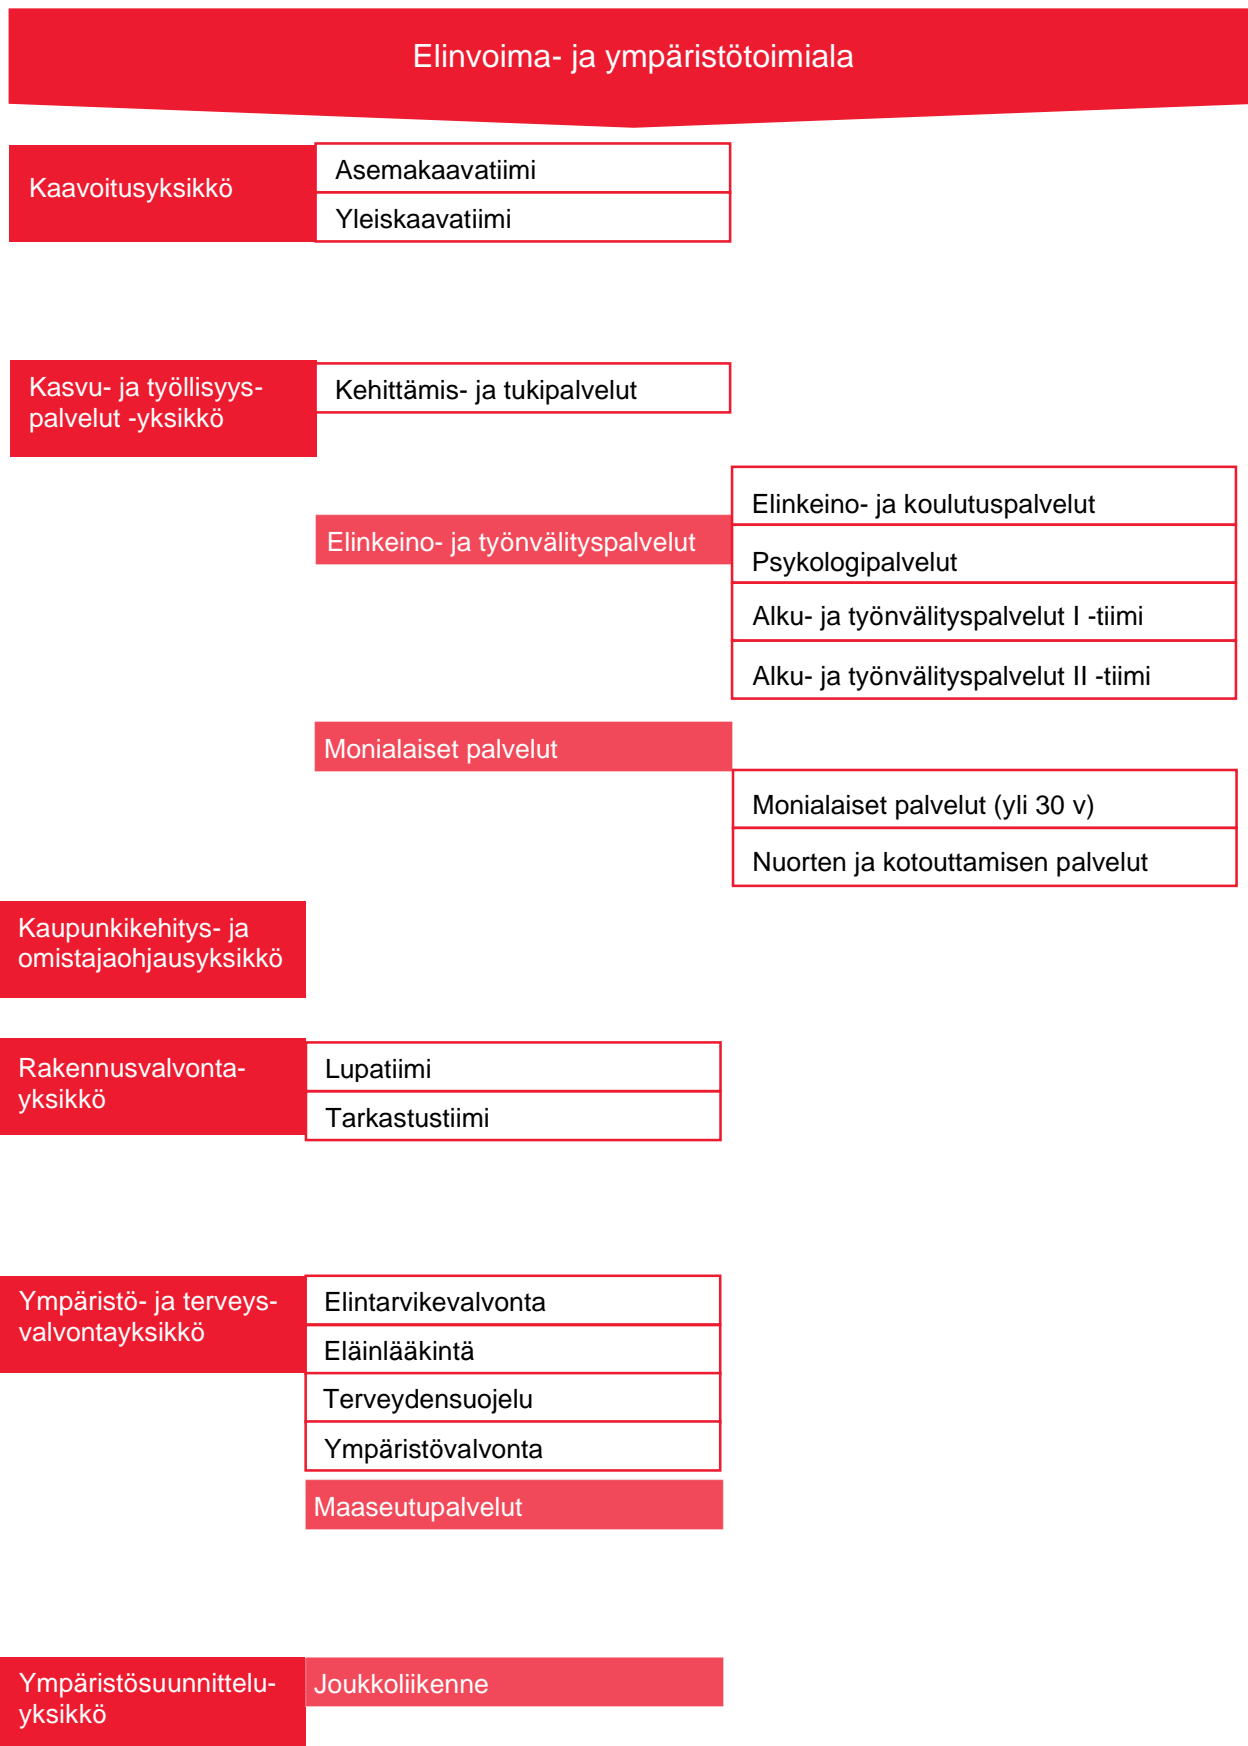 Elinvoima- ja ympäristötoimiala
Kaavoitusyksikkö
Asemakaavatiimi
Yleiskaavatiimi
Kasvu- ja työllisyys-
palvelut -yksikkö
Kehittämis- ja tukipalvelut
Elinkeino- ja työnvälityspalvelut
Elinkeino- ja koulutuspalvelut
Psykologipalvelut
Alku- ja työnvälityspalvelut I -tiimi
Alku- ja työnvälityspalvelut II -tiimi
Monialaiset palvelut
Monialaiset palvelut (yli 30 v)
Nuorten ja kotouttamisen palvelut
Kaupunkikehitys- ja
omistajaohjausyksikkö
Rakennusvalvonta-
yksikkö
Lupatiimi
Tarkastustiimi
Ympäristö- ja terveys-
valvontayksikkö
Elintarvikevalvonta
Eläinlääkintä
Terveydensuojelu
Ympäristövalvonta
Maaseutupalvelut
Ympäristösuunnittelu-
yksikkö
Joukkoliikenne